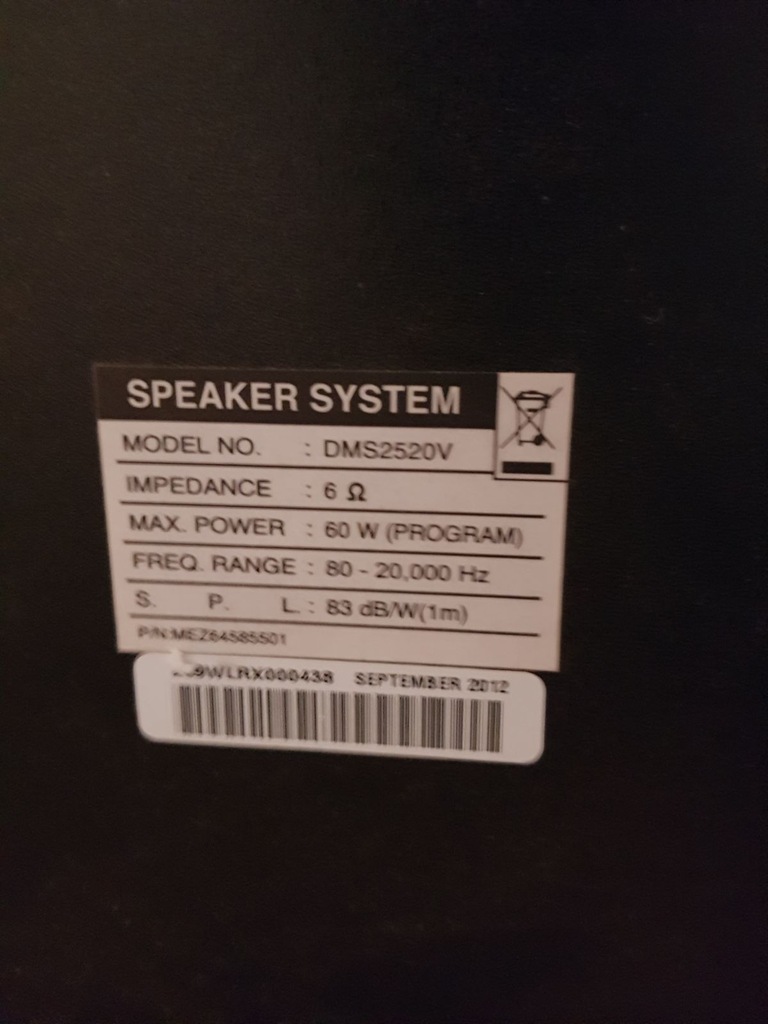 SPEAKER SYSTEM
MODEL NO. : DMS2520V
IMPEDANCE : 6 Ω
MAX. POWER : 60 W (PROGRAM)
FREQ. RANGE : 80 - 20,000 Hz
S. P. L. : 83 dB/W(1m)
P/N:MEZ64585501
SEPTEMBER 2012